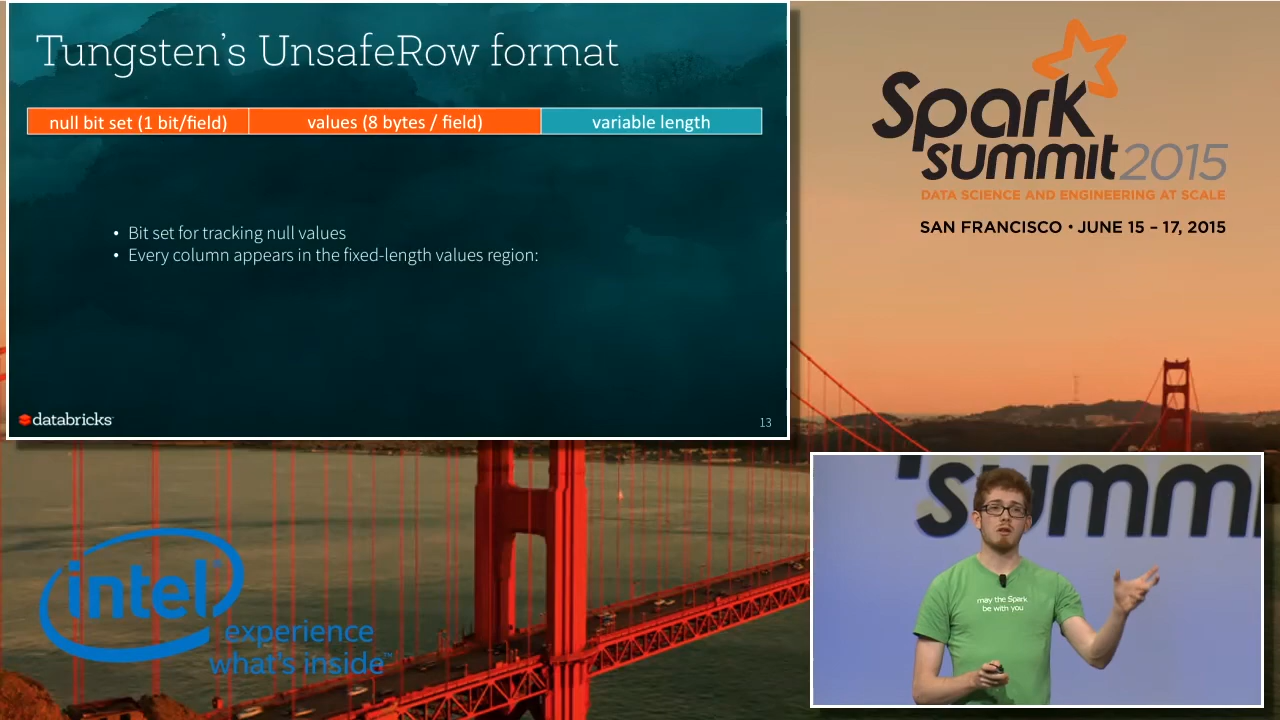 Tungsten's UnsafeRow format
null bit set (1 bit/field)
values (8 bytes / field)
variable length
• Bit set for tracking null values
• Every column appears in the fixed-length values region:
databricks
13
Spark
summit 2015
DATA SCIENCE AND ENGINEERING AT SCALE
SAN FRANCISCO • JUNE 15 – 17, 2015
intel®
experience
what's inside™
summi
may the Spark
be with you